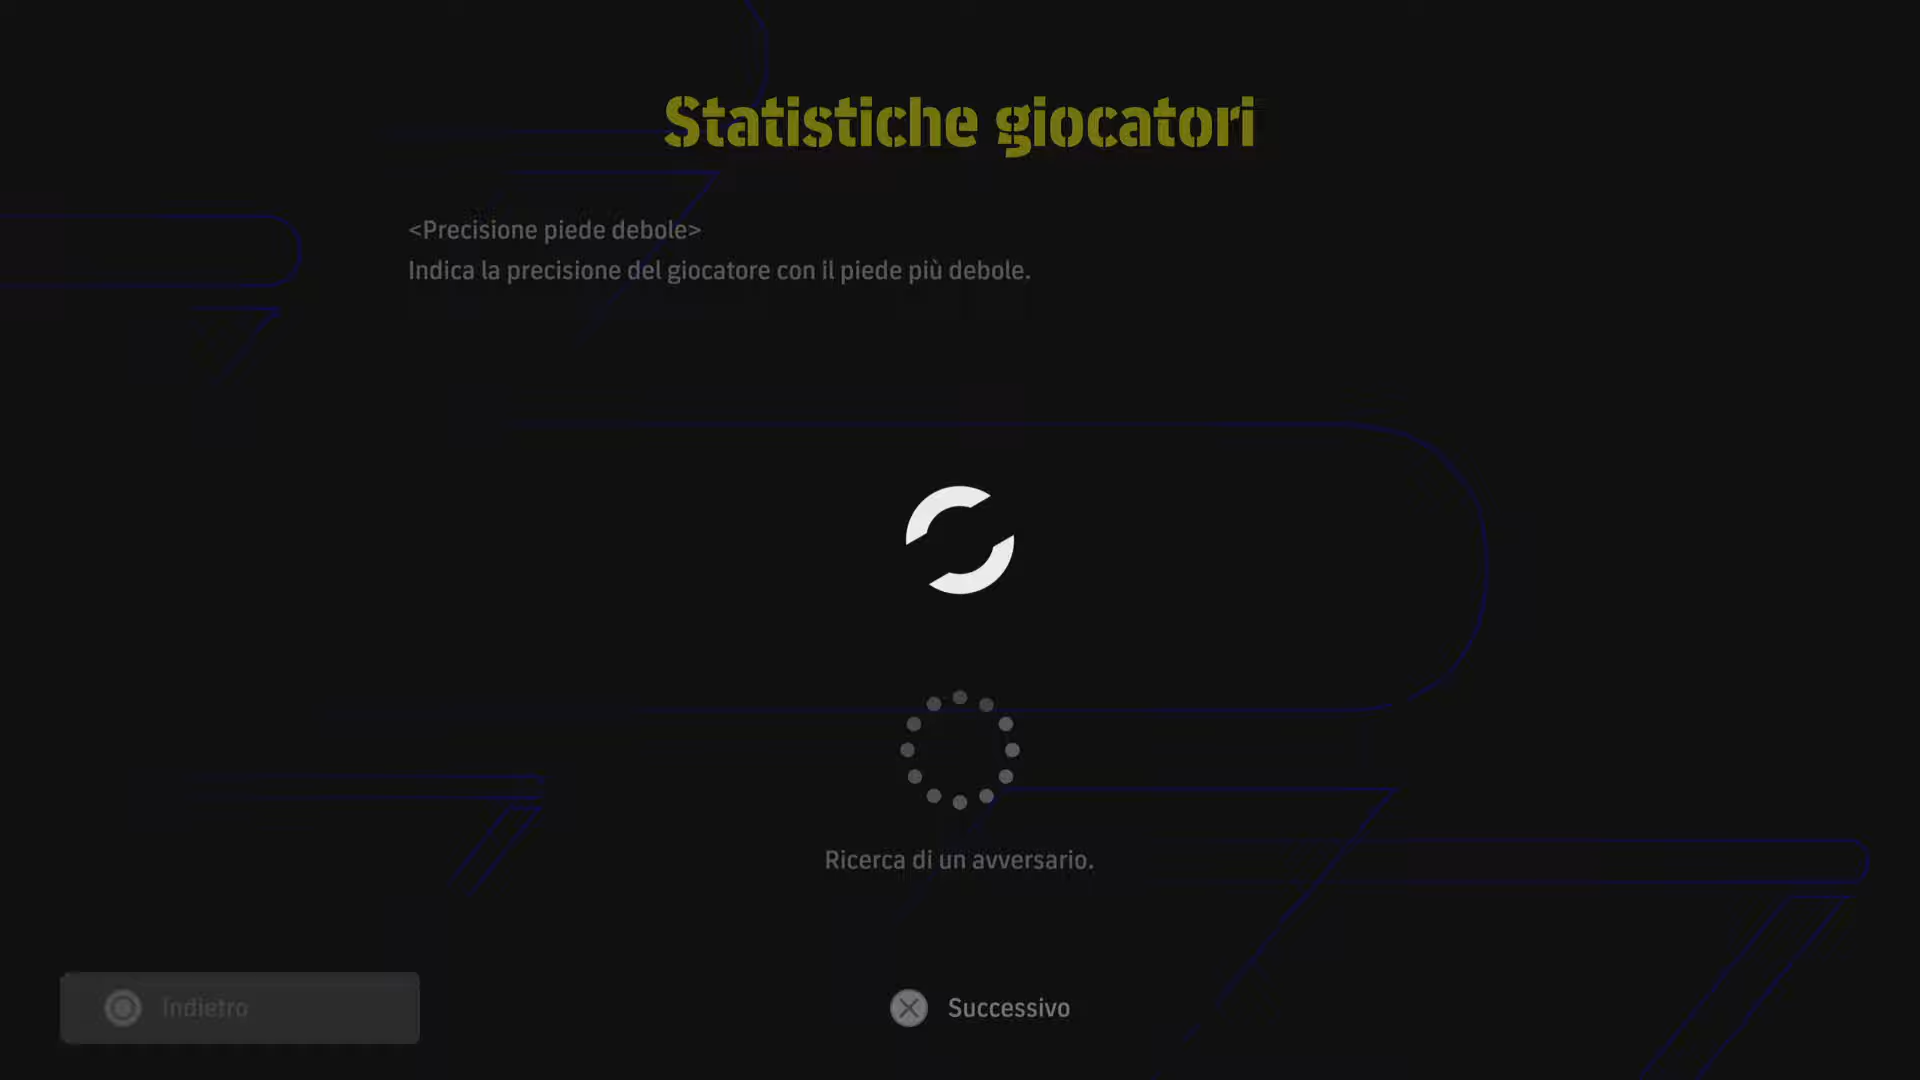 Statistiche giocatori
<Precisione piede debole>
Indica la precisione del giocatore con il piede più debole.
Ricerca di un avversario.
Indietro
Successivo